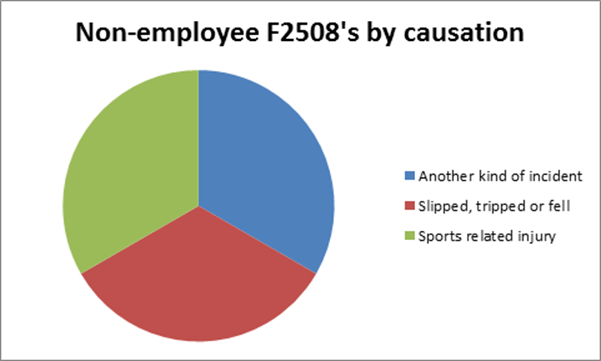 Non-employee F2508's by causation
Another kind of incident
Slipped, tripped or fell
Sports related injury